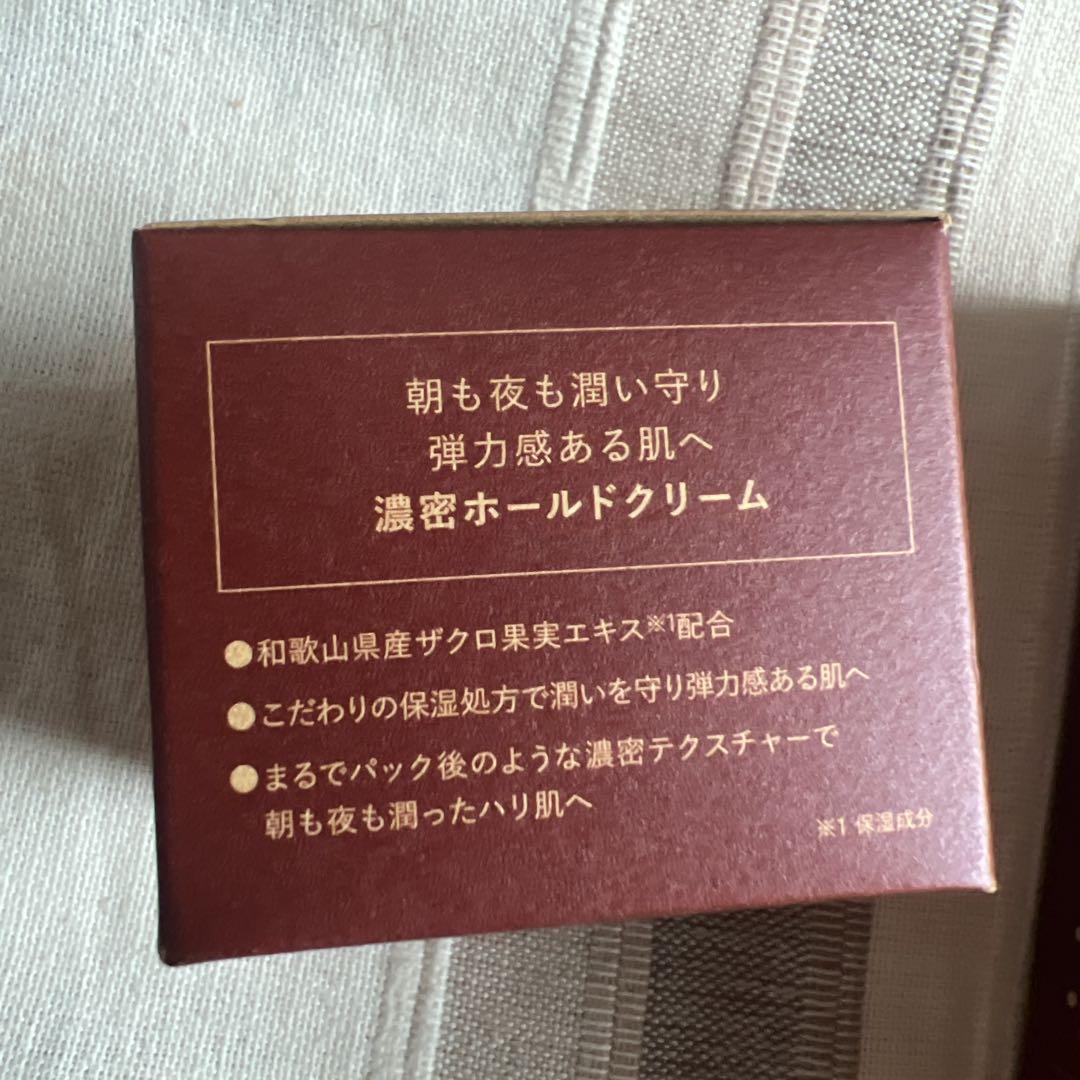 朝も夜も潤い守り
弾力感ある肌へ
濃密ホールドクリーム
●和歌山県産ザクロ果実エキス※1配合
●こだわりの保湿処方で潤いを守り弾力感ある肌へ
●まるでパック後のような濃密テクスチャーで
朝も夜も潤ったハリ肌へ
※1 保湿成分